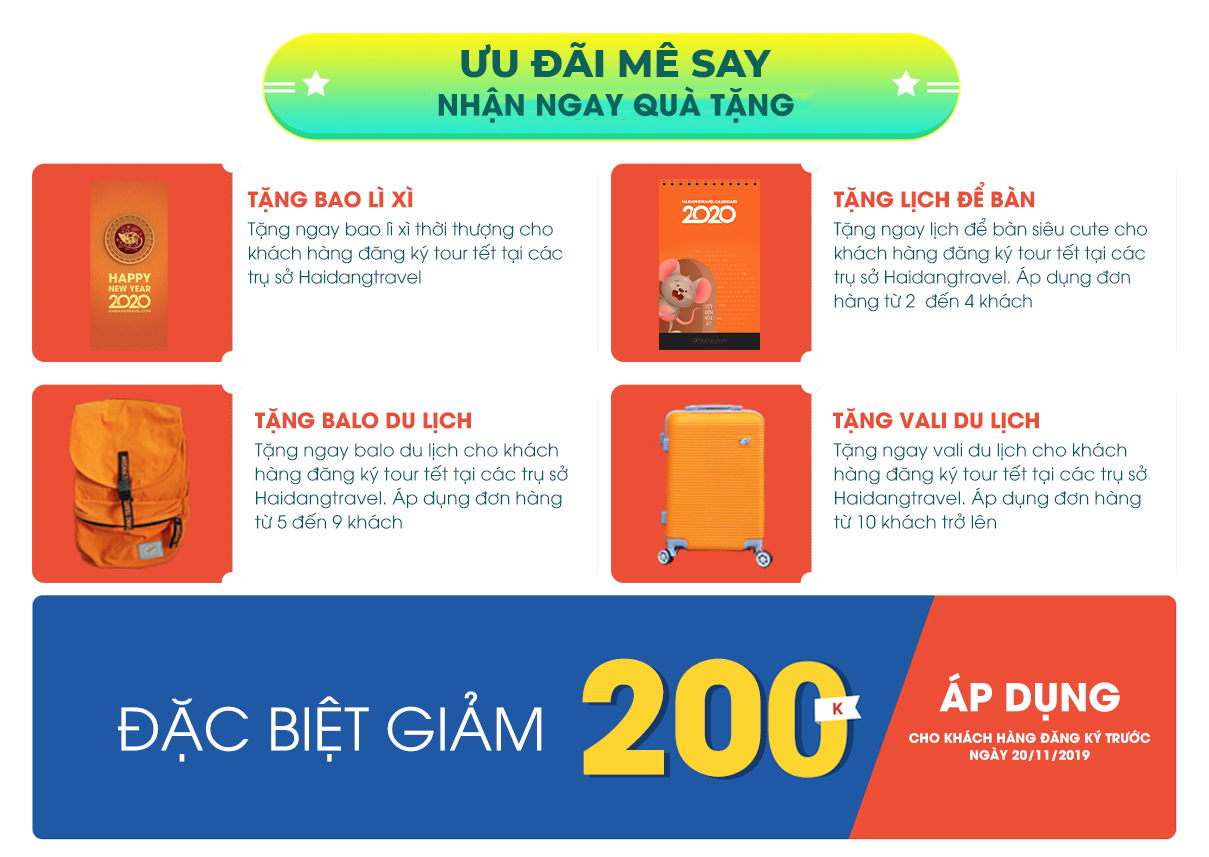 ƯU ĐÃI MÊ SAY
NHẬN NGAY QUÀ TẶNG
HAPPY
NEW YEAR
2020
HAIDANGTRAVEL.COM
TẶNG BAO LÌ XÌ
Tặng ngay bao lì xì thời thượng cho
khách hàng đăng ký tour tết tại các
trụ sở Haidangtravel
HAIDANGTRAVEL CALENDARS
2020
TẶNG LỊCH ĐỂ BÀN
Tặng ngay lịch để bàn siêu cute cho
khách hàng đăng ký tour tết tại các
trụ sở Haidangtravel. Áp dụng đơn
hàng từ 2  đến 4 khách
TẶNG BALO DU LỊCH
Tặng ngay balo du lịch cho khách
hàng đăng ký tour tết tại các trụ sở
Haidangtravel. Áp dụng đơn hàng
từ 5 đến 9 khách
TẶNG VALI DU LỊCH
Tặng ngay vali du lịch cho khách
hàng đăng ký tour tết tại các trụ sở
Haidangtravel. Áp dụng đơn hàng
từ 10 khách trở lên
ĐẶC BIỆT GIẢM
200
K
ÁP DỤNG
CHO KHÁCH HÀNG ĐĂNG KÝ TRƯỚC
NGÀY 20/11/2019